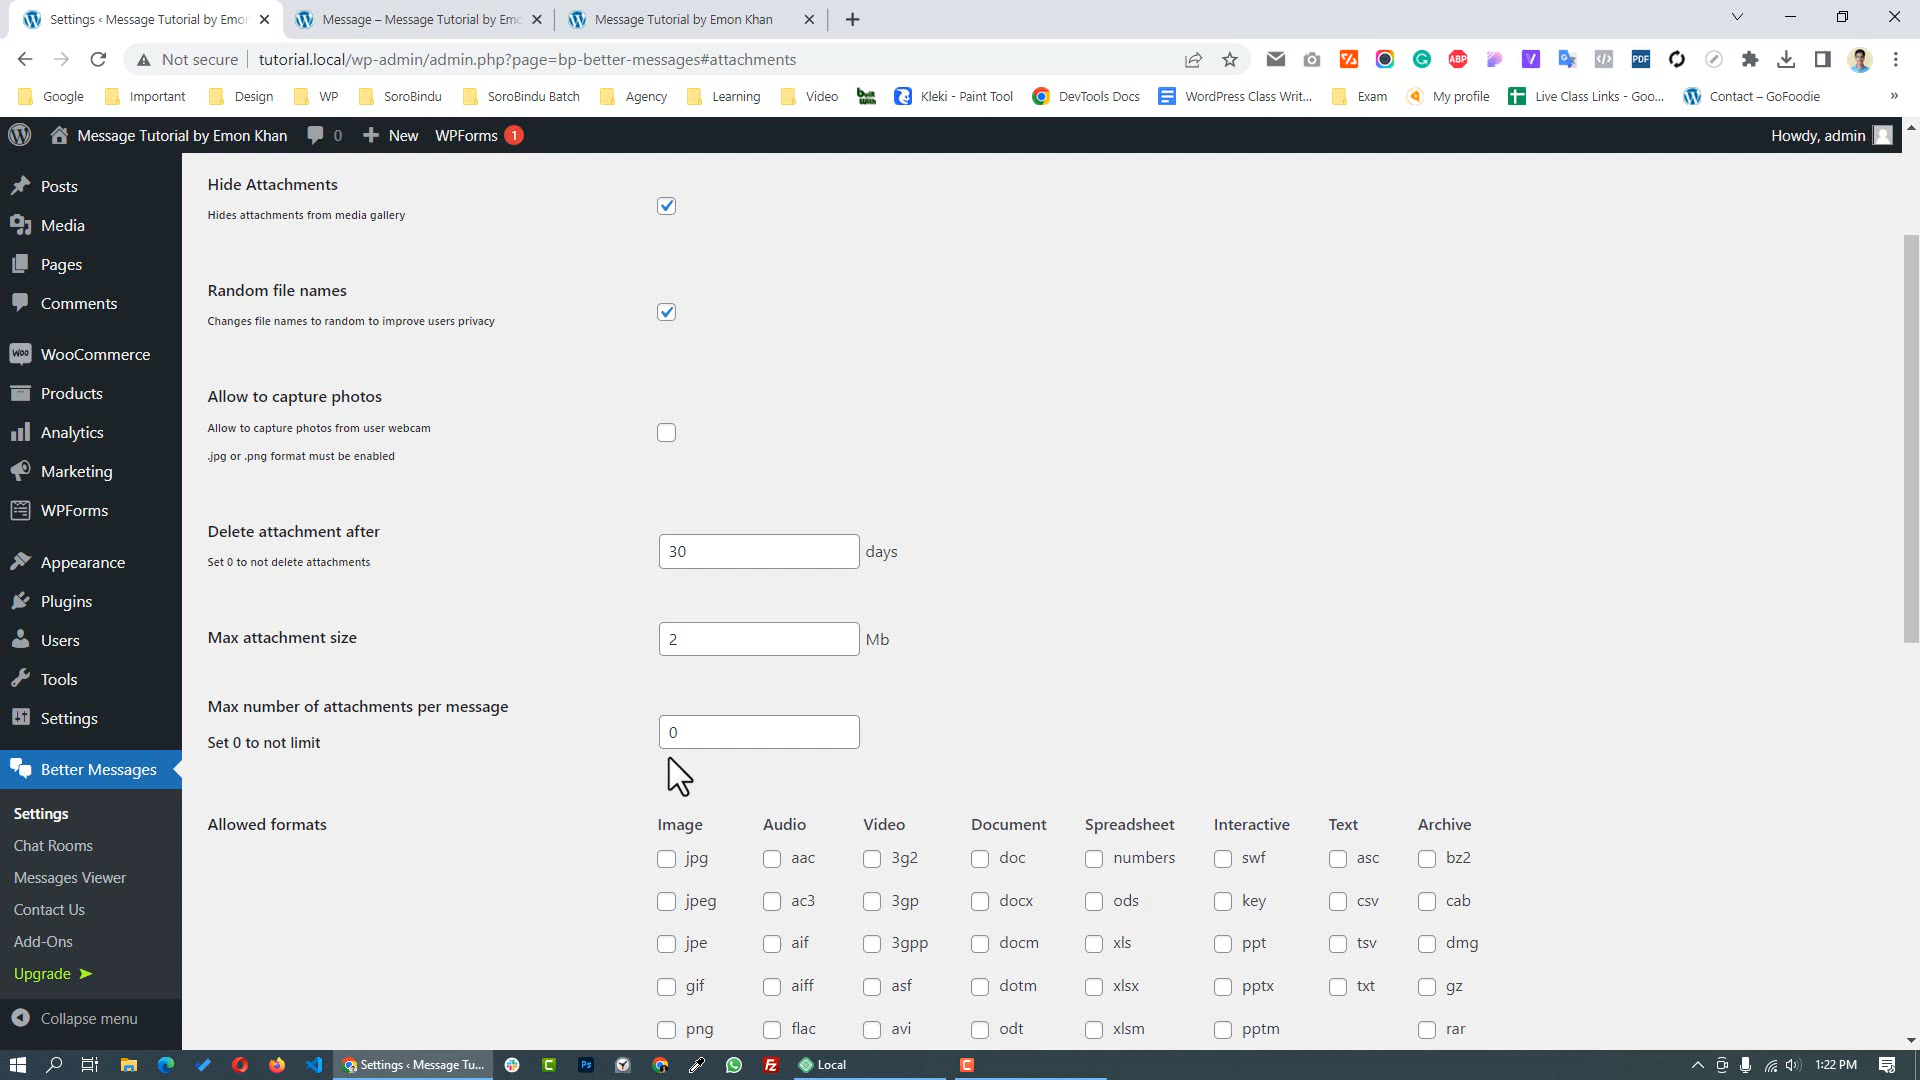 Settings ‹ Message Tutorial by Emor
Message – Message Tutorial by Emo
Message Tutorial by Emon Khan
Not secure
tutorial.local/wp-admin/admin.php?page=bp-better-messages#attachments
Google
Important
Design
WP
SoroBindu
SoroBindu Batch
Agency
Learning
Video
Kleki - Paint Tool
DevTools Docs
WordPress Class Writ...
Exam
My profile
Live Class Links - Goo...
Contact – GoFoodie
»
Message Tutorial by Emon Khan
0
New
WPForms 1
Howdy, admin
Posts
Media
Pages
Comments
WooCommerce
Products
Analytics
Marketing
WPForms
Appearance
Plugins
Users
Tools
Settings
Better Messages
Settings
Chat Rooms
Messages Viewer
Contact Us
Add-Ons
Upgrade ➤
Collapse menu
Hide Attachments
Hides attachments from media gallery
Random file names
Changes file names to random to improve users privacy
Allow to capture photos
Allow to capture photos from user webcam
.jpg or .png format must be enabled
Delete attachment after
Set 0 to not delete attachments
30 days
Max attachment size
2 Mb
Max number of attachments per message
Set 0 to not limit
0
Allowed formats
Image Audio Video Document Spreadsheet Interactive Text Archive
jpg aac 3g2 doc numbers swf asc bz2
jpeg ac3 3gp docx ods key csv cab
jpe aif 3gpp docm xls ppt tsv dmg
gif aiff asf dotm xlsx pptx txt gz
png flac avi odt xlsm pptm rar
Settings ‹ Message Tu...
Local
1:22 PM